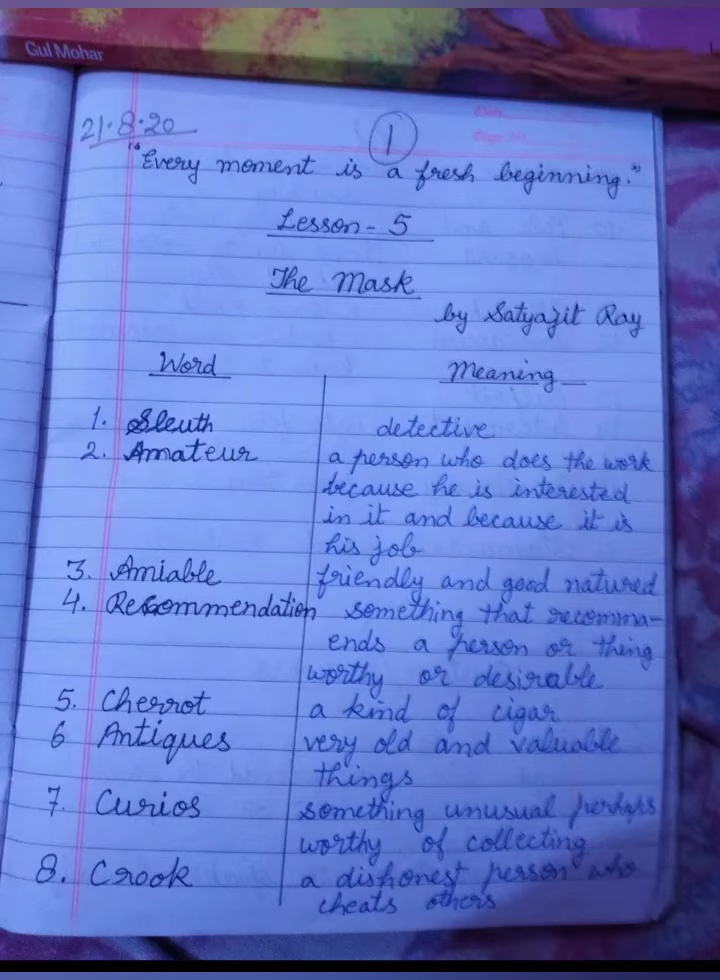 Gul Mohar
21.8.20
1
"Every moment is a fresh beginning."
Lesson - 5
The Mask
by Satyajit Ray
Word Meaning
1. Sleuth detective
2. Amateur a person who does the work
because he is interested
in it and because it is
his job
3. Amiable friendly and good natured
4. Recommendation something that recomma-
ends a person or thing
worthy or desirable
5. Cherrot a kind of cigar
6 Antiques very old and valuable
things
7. Curios something unusual perhaps
worthy of collecting
8. Crook a dishonest person who
cheats others